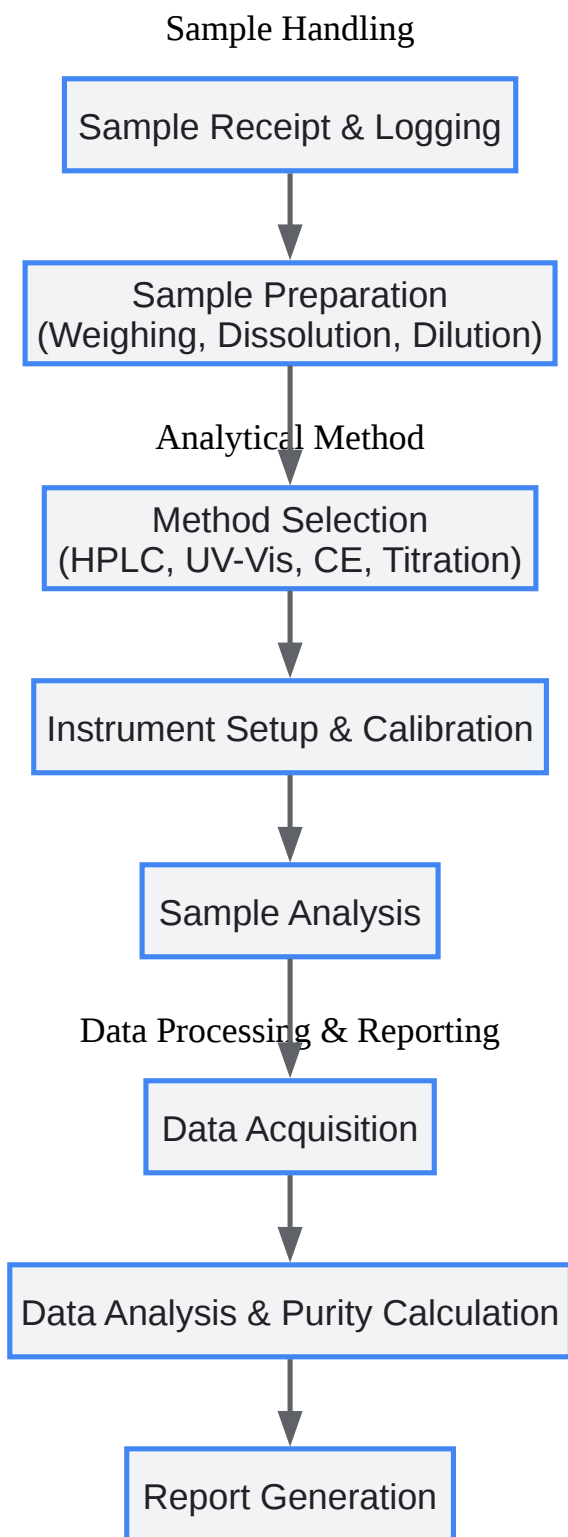 Sample Handling
Sample Receipt & Logging
Sample Preparation
(Weighing, Dissolution, Dilution)
Analytical Method
Method Selection
(HPLC, UV-Vis, CE, Titration)
Instrument Setup & Calibration
Sample Analysis
Data Processing & Reporting
Data Acquisition
Data Analysis & Purity Calculation
Report Generation